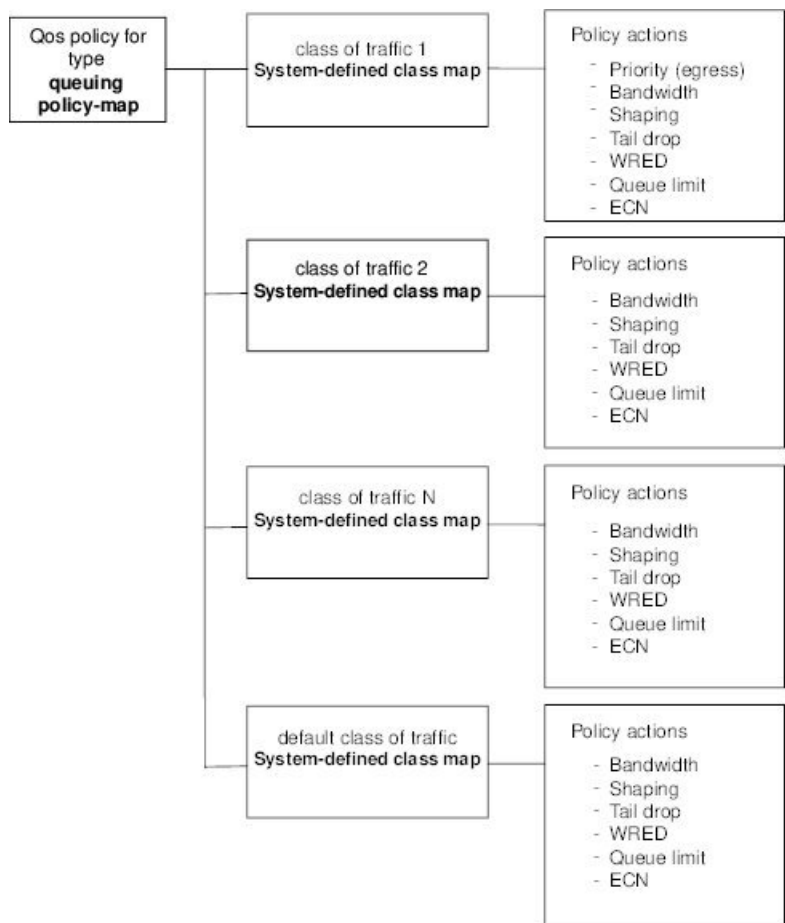 Qos policy for
type
queuing
policy-map
class of traffic 1
System-defined class map
Policy actions
- Priority (egress)
- Bandwidth
- Shaping
- Tail drop
- WRED
- Queue limit
- ECN
class of traffic 2
System-defined class map
Policy actions
- Bandwidth
- Shaping
- Tail drop
- WRED
- Queue limit
- ECN
class of traffic N
System-defined class map
Policy actions
- Bandwidth
- Shaping
- Tail drop
- WRED
- Queue limit
- ECN
default class of traffic
System-defined class map
Policy actions
- Bandwidth
- Shaping
- Tail drop
- WRED
- Queue limit
- ECN